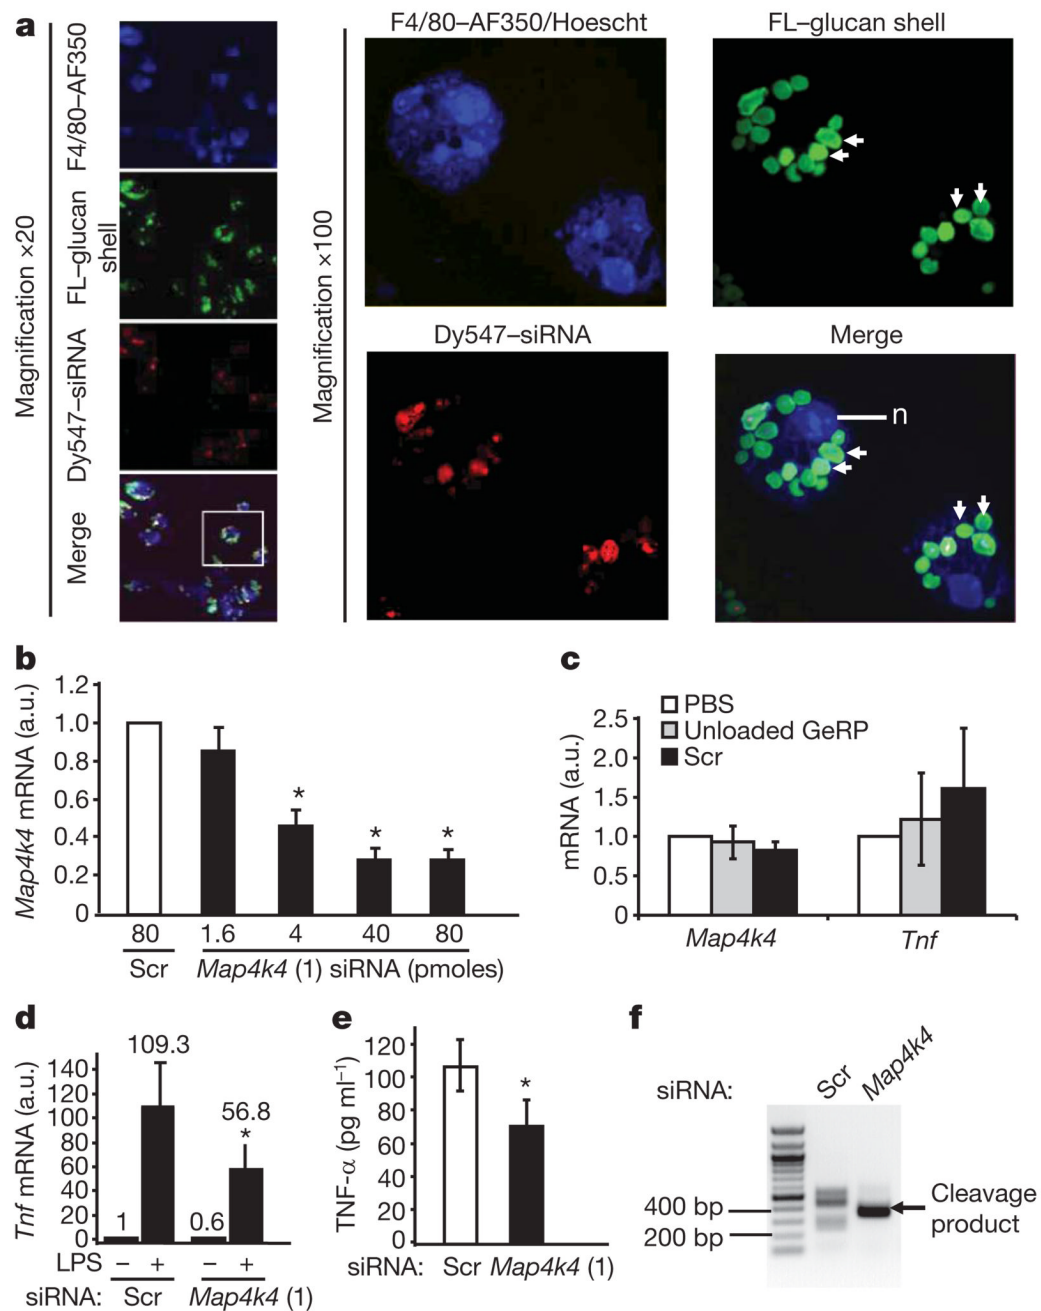 a
Magnification ×20
F4/80–AF350
FL–glucan
shell
Dy547–siRNA
Merge
Magnification ×100
F4/80–AF350/Hoescht
FL–glucan shell
Dy547–siRNA
Merge
n
b
Map4k4 mRNA (a.u.)
1.2
1.0
0.8
0.6
0.4
0.2
0
*
*
*
80
1.6
4
40
80
Scr
Map4k4 (1) siRNA (pmoles)
c
mRNA (a.u.)
PBS
Unloaded GeRP
Scr
2.5
2.0
1.5
1.0
0.5
0
Map4k4
Tnf
d
Tnf mRNA (a.u.)
140
120
100
80
60
40
20
0
109.3
56.8
*
1
0.6
LPS – + – +
siRNA: Scr Map4k4 (1)
e
TNF-α (pg ml–1)
120
100
80
60
40
20
0
*
siRNA: Scr Map4k4 (1)
f
siRNA: Scr Map4k4
400 bp
200 bp
Cleavage
product